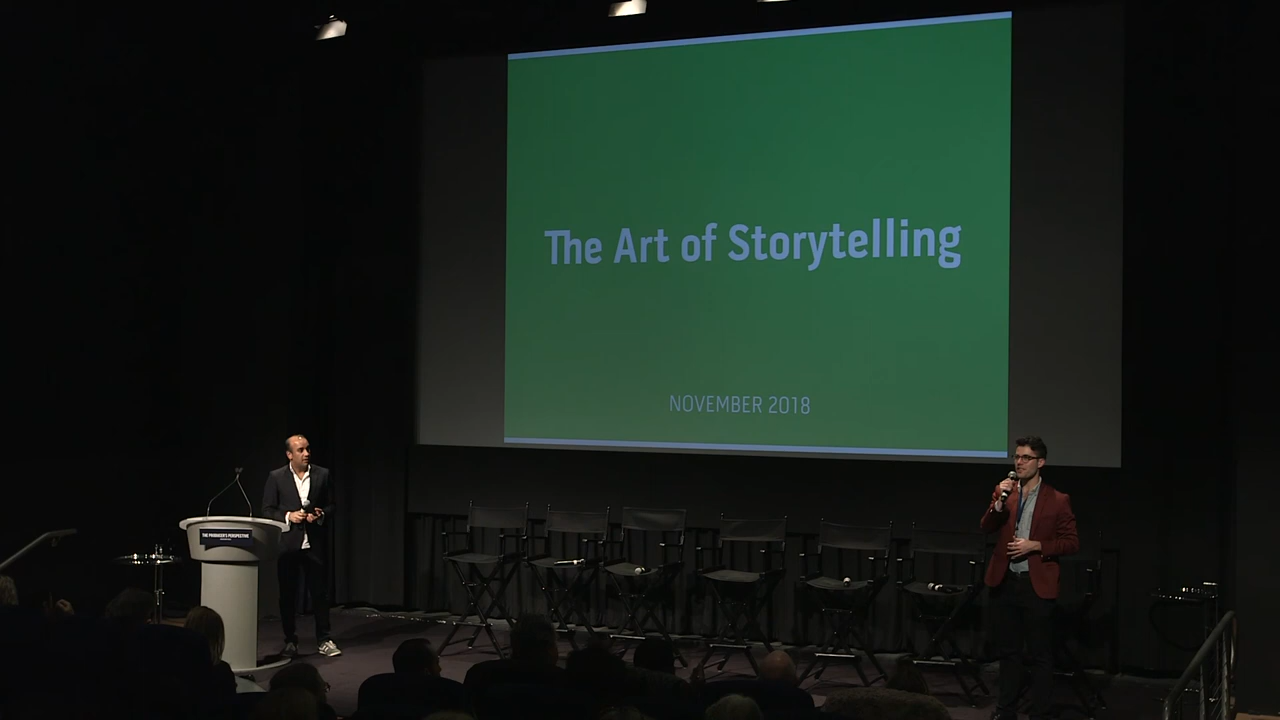 The Art of Storytelling
NOVEMBER 2018
THE PRODUCER'S PERSPECTIVE